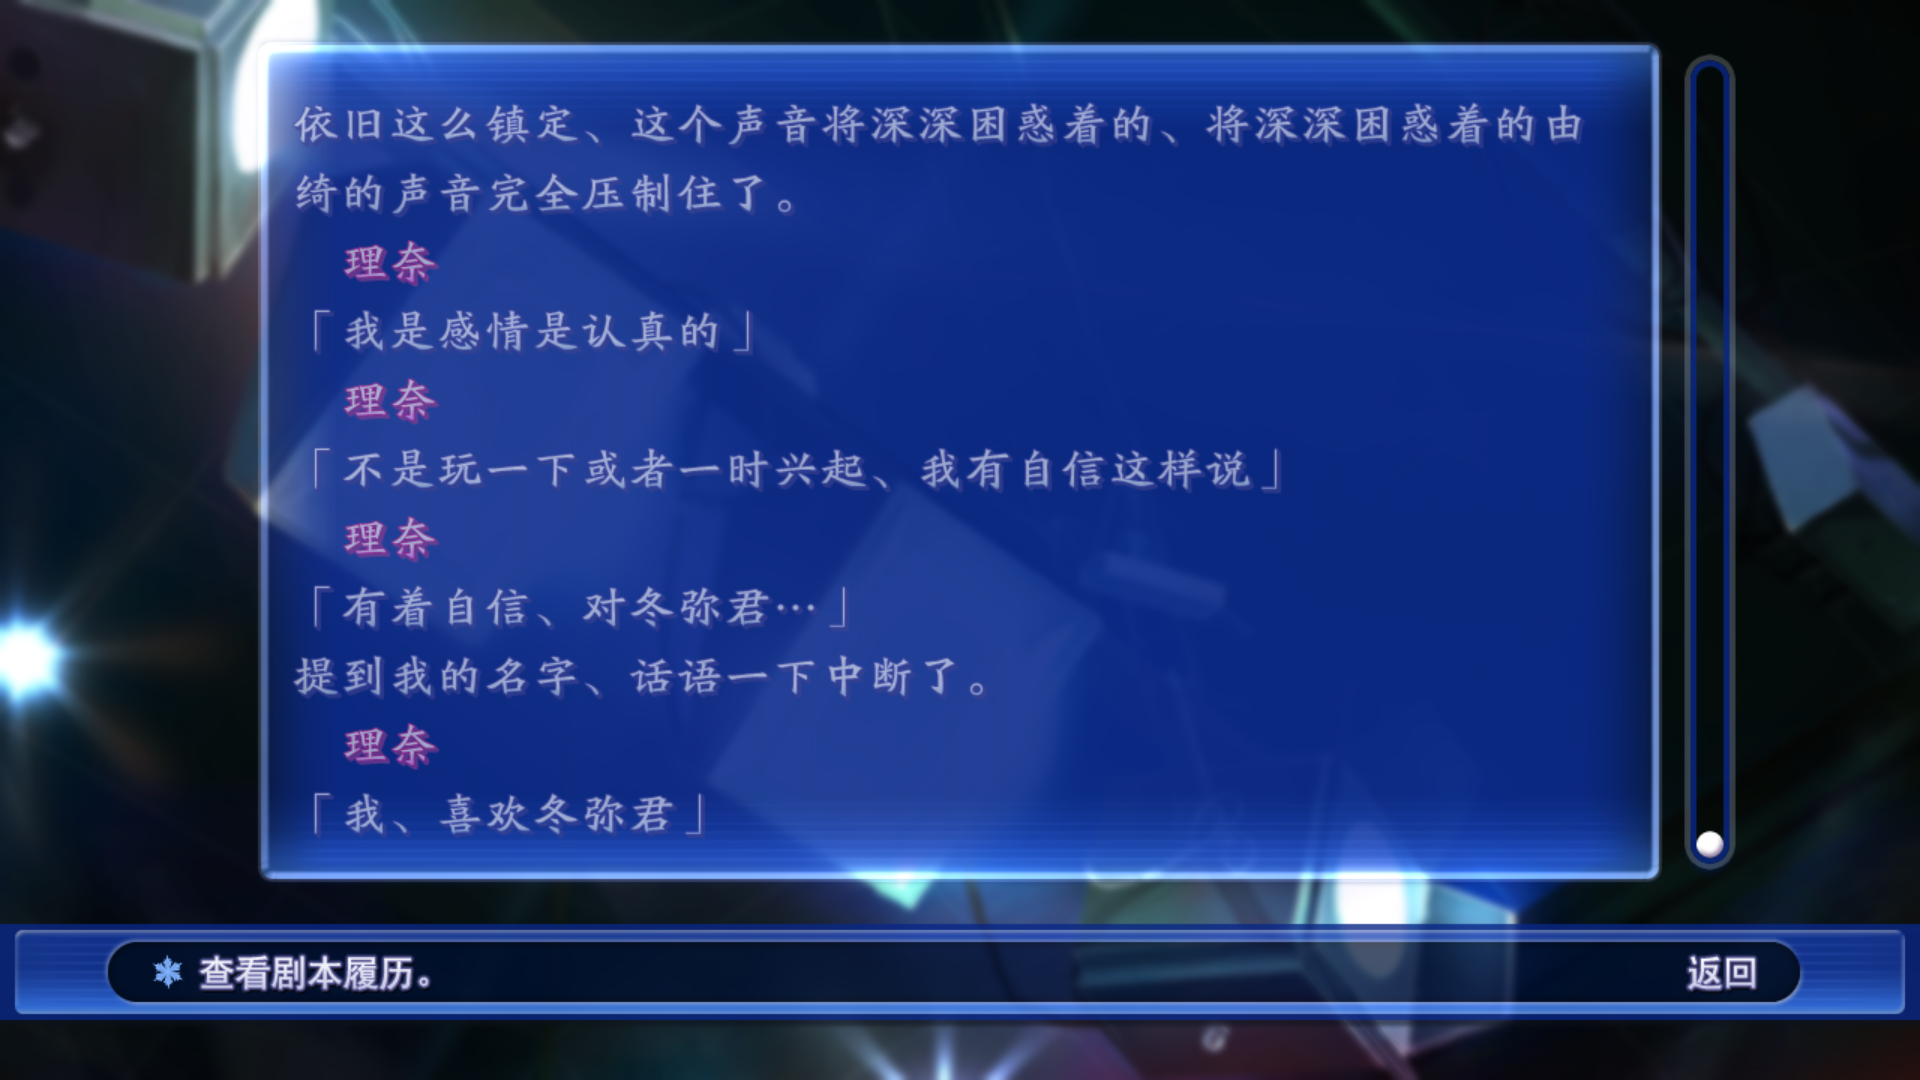 依旧这么镇定、这个声音将深深困惑着的、将深深困惑着的由
绮的声音完全压制住了。
理奈
「我是感情是认真的」
理奈
「不是玩一下或者一时兴起、我有自信这样说」
理奈
「有着自信、对冬弥君…」
提到我的名字、话语一下中断了。
理奈
「我、喜欢冬弥君」
查看剧本履历。
返回